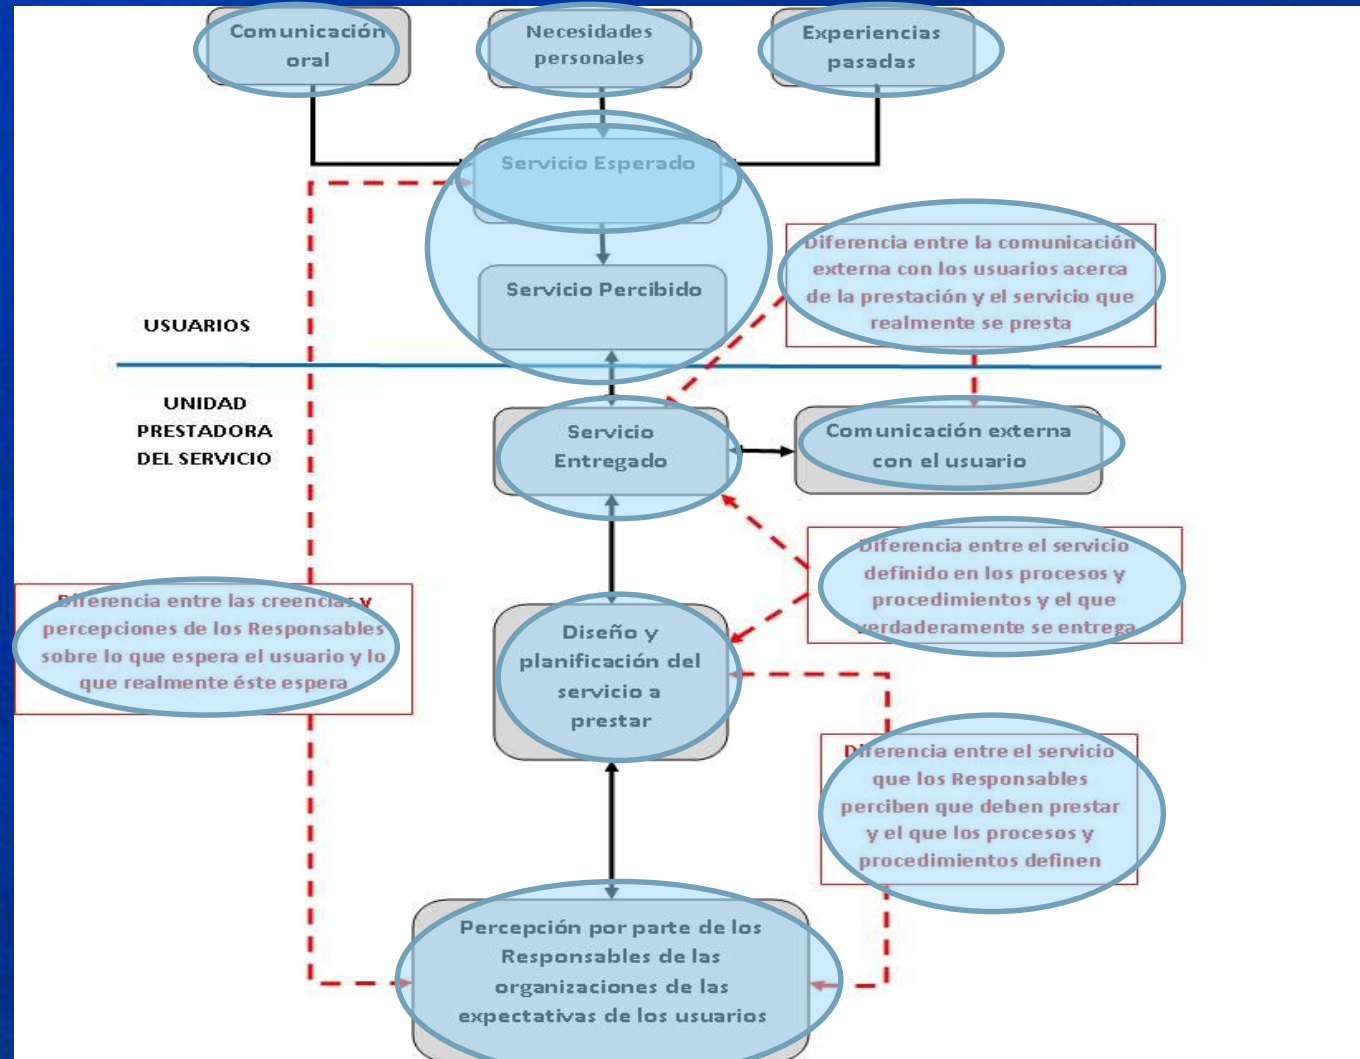 Comunicación
oral
Necesidades
personales
Experiencias
pasadas
Servicio Esperado
Servicio Percibido
Diferencia entre la comunicación
externa con los usuarios acerca
de la prestación y el servicio que
realmente se presta
USUARIOS
UNIDAD
PRESTADORA
DEL SERVICIO
Servicio
Entregado
Comunicación externa
con el usuario
Diferencia entre el servicio
definido en los procesos y
procedimientos y el que
verdaderamente se entrega
Diferencia entre las creencias y
percepciones de los Responsables
sobre lo que espera el usuario y lo
que realmente éste espera
Diseño y
planificación del
servicio a
prestar
Diferencia entre el servicio
que los Responsables
perciben que deben prestar
y el que los procesos y
procedimientos definen
Percepción por parte de los
Responsables de las
organizaciones de las
expectativas de los usuarios